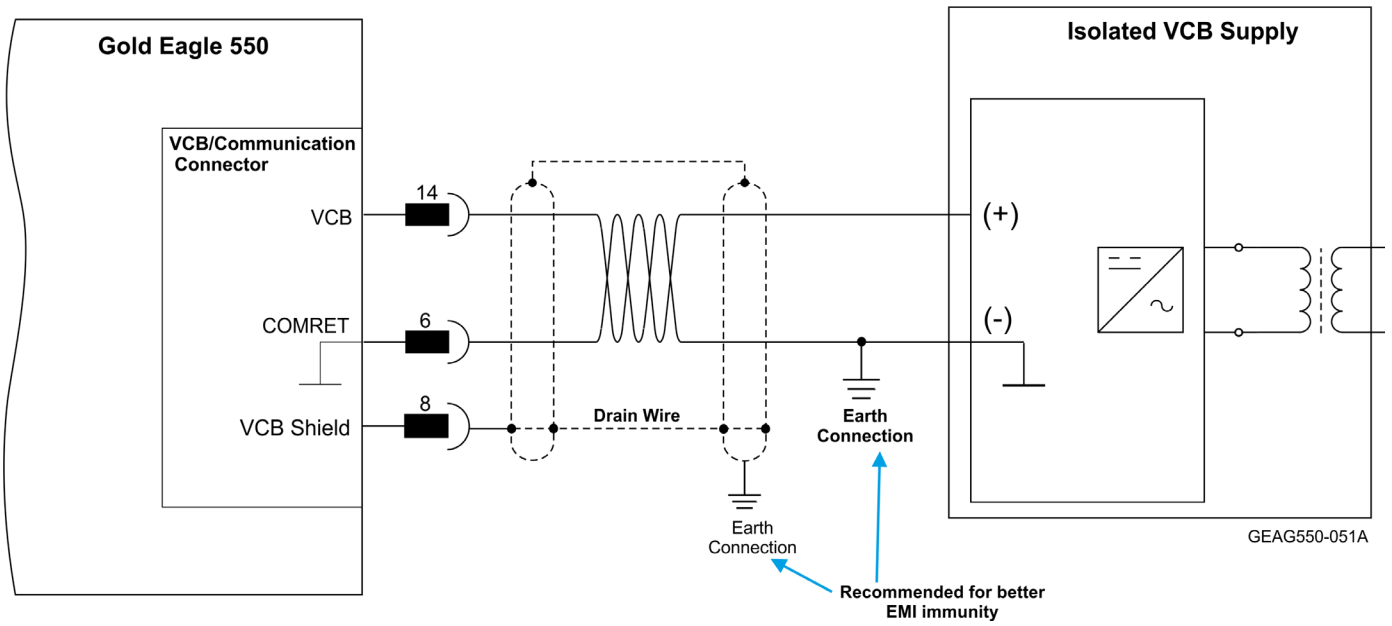 Gold Eagle 550
Isolated VCB Supply
VCB/Communication
Connector
14
VCB
(+)
COMRET
6
(-)
8
VCB Shield
Drain Wire
Earth
Connection
Earth
Connection
GEAG550-051A
Recommended for better
EMI immunity